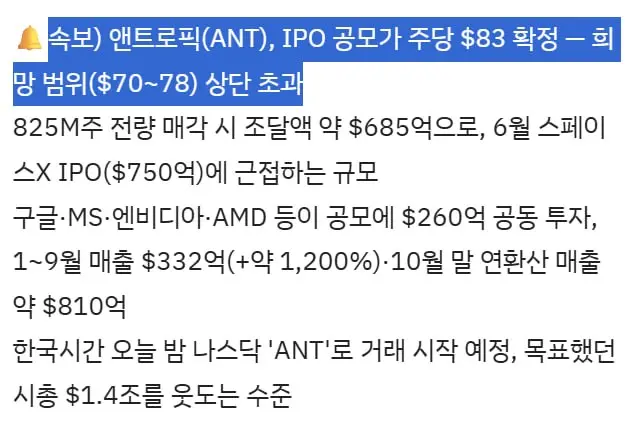 🔔속보) 앤트로픽(ANT), IPO 공모가 주당 $83 확정 — 희
망 범위($70~78) 상단 초과
825M주 전량 매각 시 조달액 약 $685억으로, 6월 스페이
스X IPO($750억)에 근접하는 규모
구글·MS·엔비디아·AMD 등이 공모에 $260억 공동 투자,
1~9월 매출 $332억(+약 1,200%)·10월 말 연환산 매출
약 $810억
한국시간 오늘 밤 나스닥 'ANT'로 거래 시작 예정, 목표했던
시총 $1.4조를 웃도는 수준